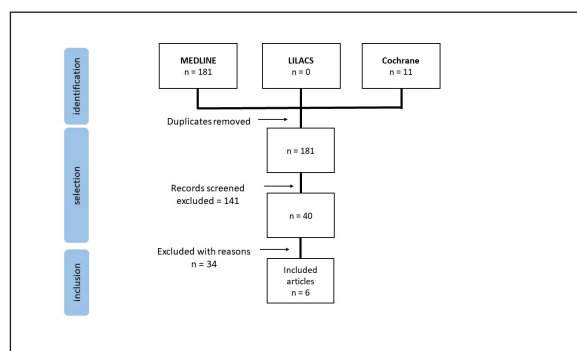 identification
MEDLINE
n = 181
LILACS
n = 0
Cochrane
n = 11
Duplicates removed
selection
n = 181
Records screened
excluded = 141
n = 40
Excluded with reasons
n = 34
inclusion
Included
articles
n = 6